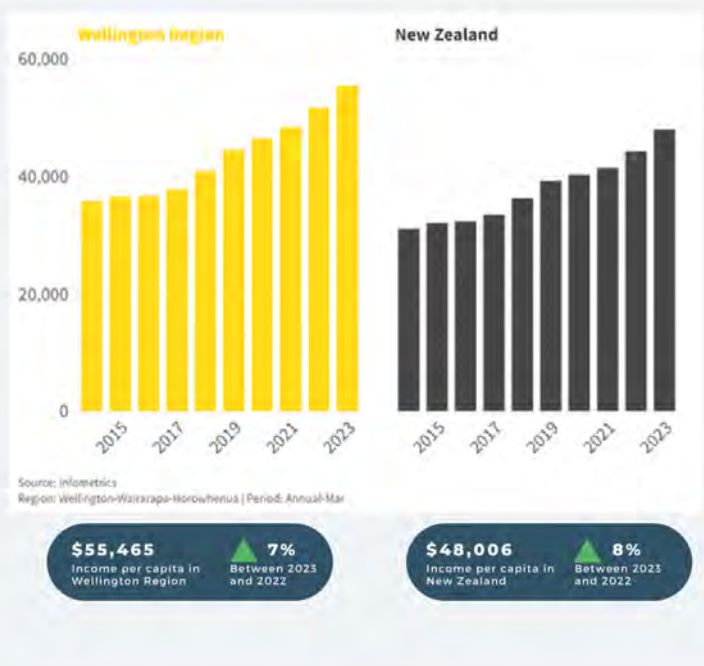 Wellington Region
New Zealand
60,000
40,000
20,000
0
2015
2017
2019
2021
2023
2015
2017
2019
2021
2023
Source: Infometrics
Region: Wellington-Wairarapa-Horowhenua | Period: Annual-Mar
$55,465
Income per capita in
Wellington Region
7%
Between 2023
and 2022
$48,006
Income per capita in
New Zealand
8%
Between 2023
and 2022